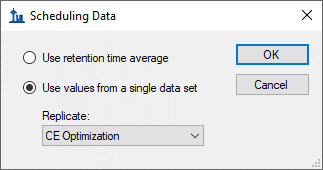 Scheduling Data
Use retention time average
OK
Use values from a single data set
Cancel
Replicate:
CE Optimization